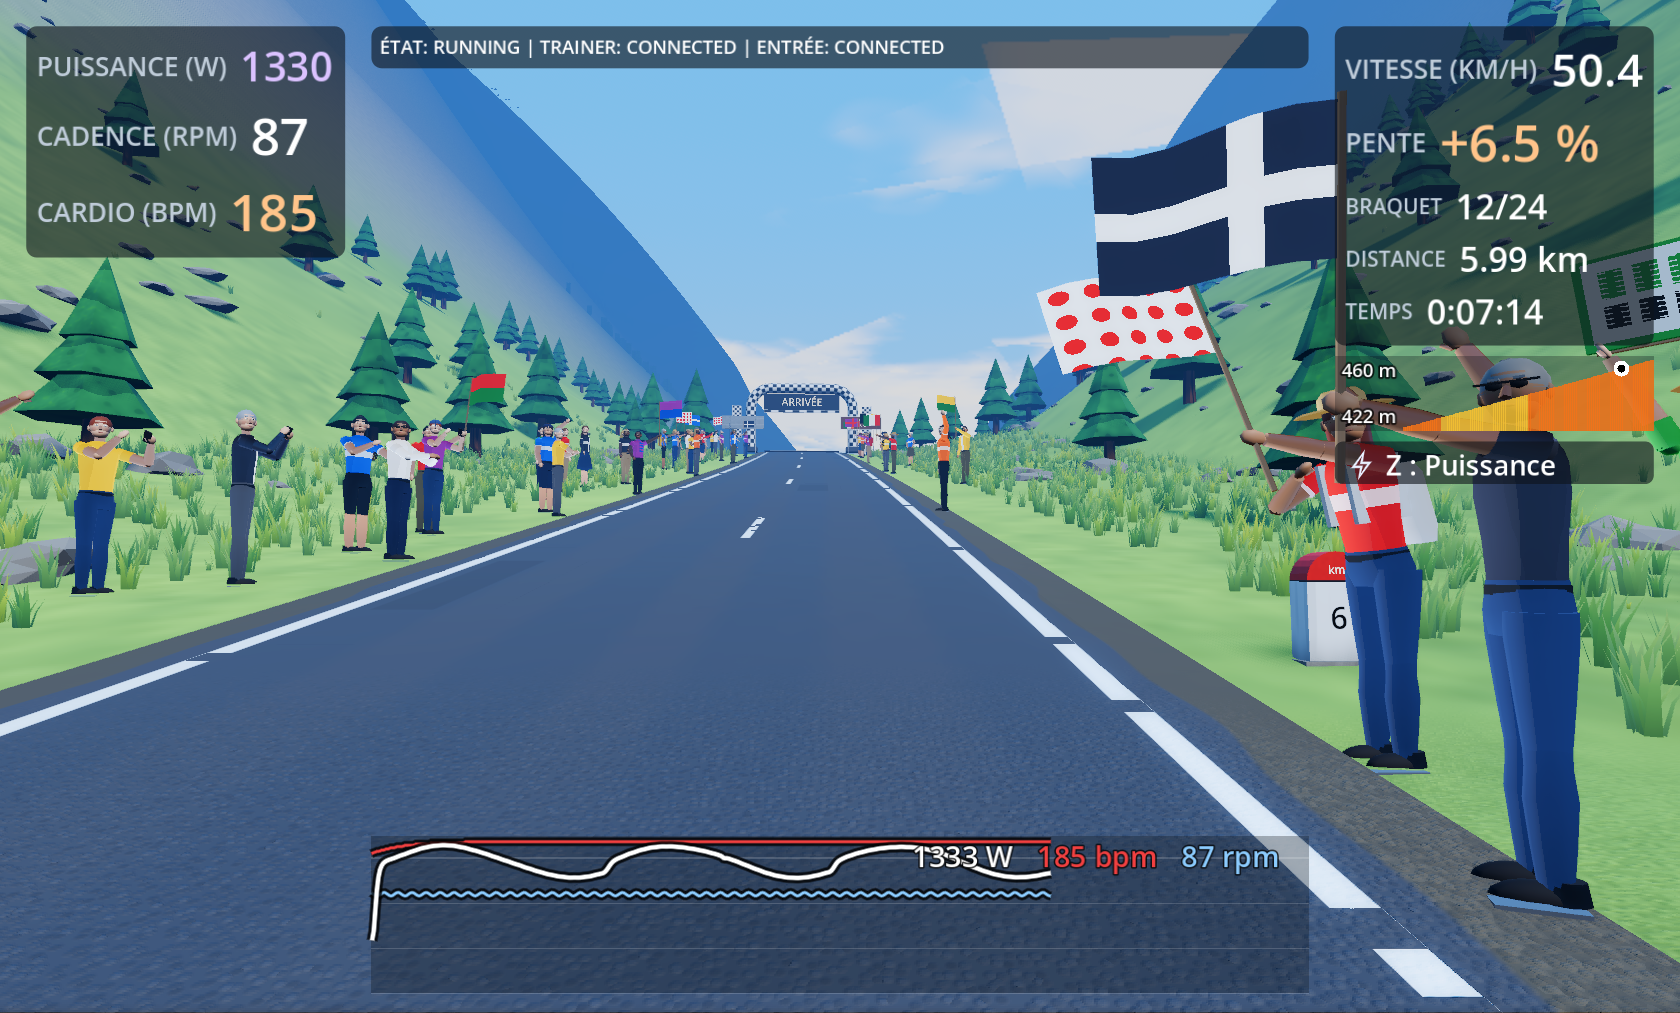 PUISSANCE (W) 1330
CADENCE (RPM) 87
CARDIO (BPM) 185
ÉTAT: RUNNING | TRAINER: CONNECTED | ENTRÉE: CONNECTED
VITESSE (KM/H) 50.4
PENTE +6.5 %
BRAQUET 12/24
DISTANCE 5.99 km
TEMPS 0:07:14
460 m
422 m
Z : Puissance
ARRIVÉE
km
6
1333 W 185 bpm 87 rpm